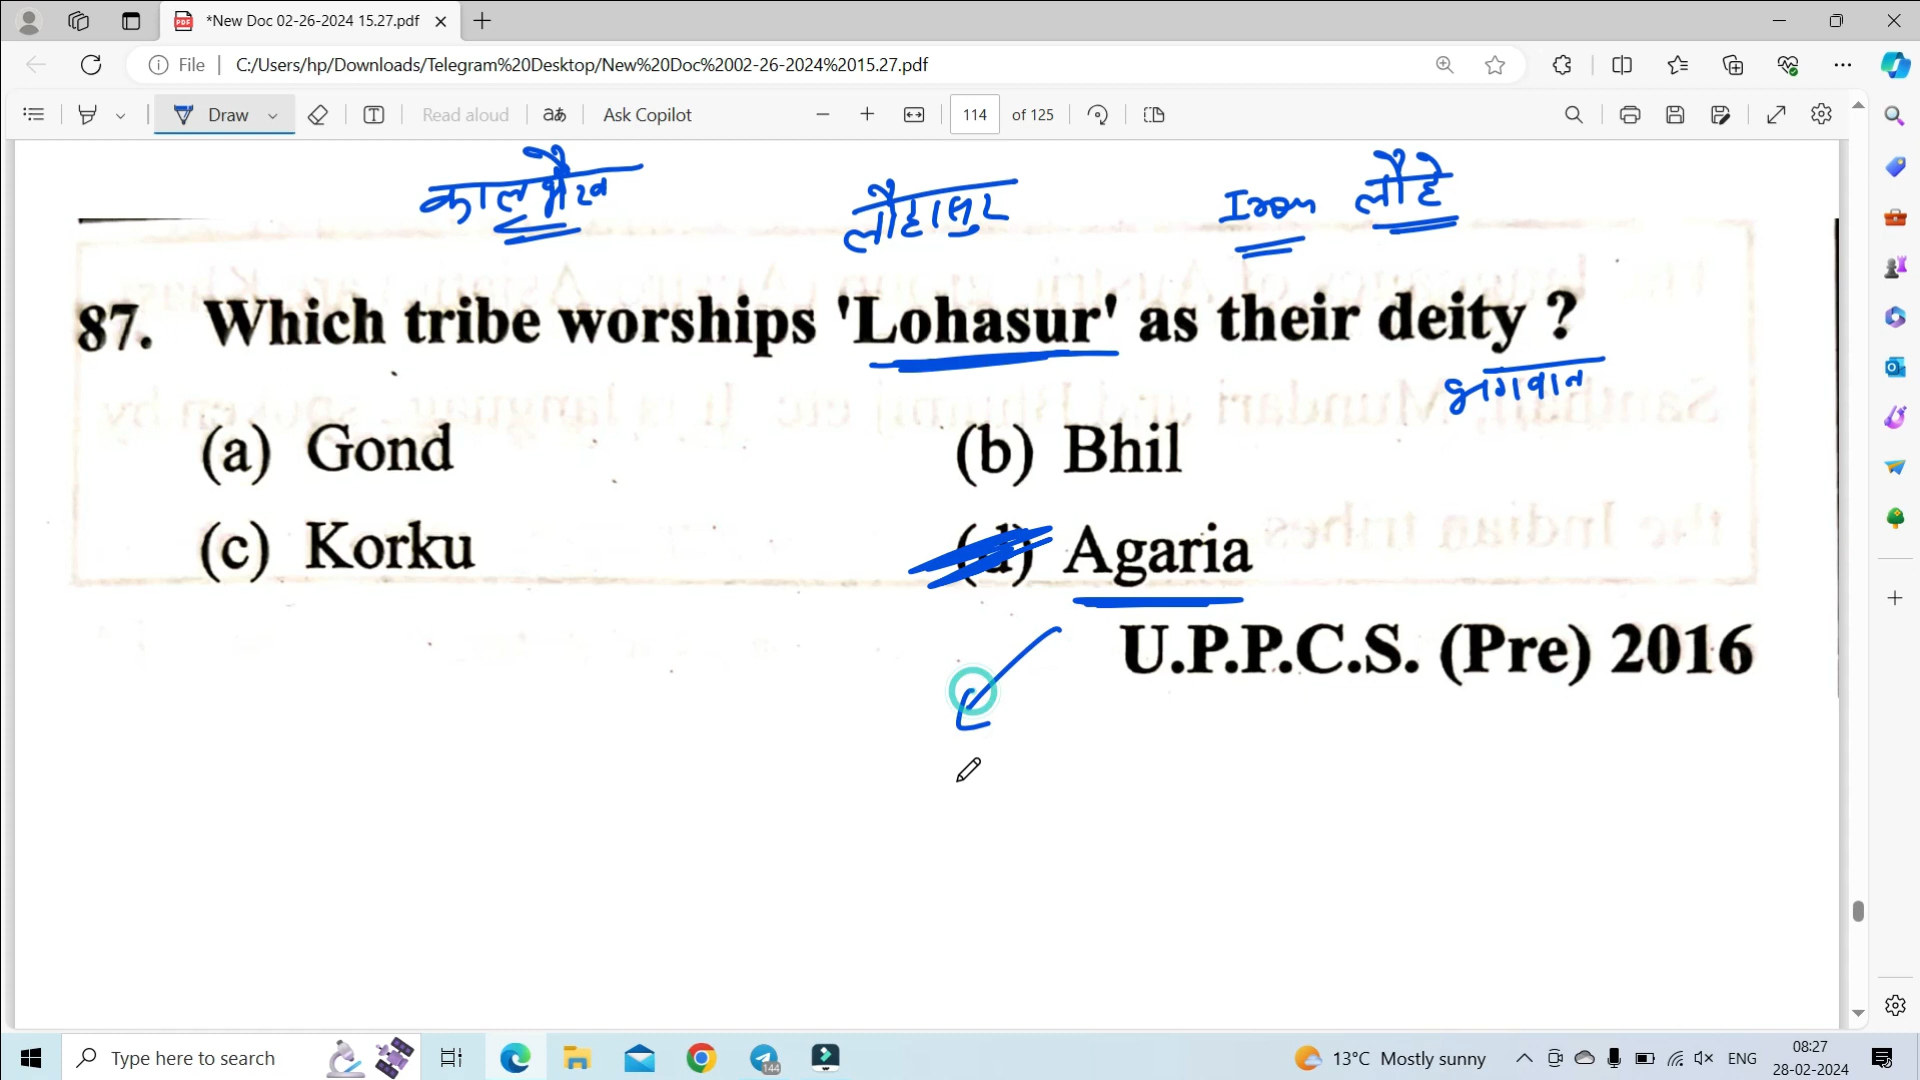 *New Doc 02-26-2024 15.27.pdf
File
C:/Users/hp/Downloads/Telegram%20Desktop/New%20Doc%2002-26-2024%2015.27.pdf
Draw
Read aloud
aあ
Ask Copilot
114 of 125
कालभैरव
लौहासुर
Iron
लौहे
87. Which tribe worships 'Lohasur' as their deity ?
भगवान
(a) Gond
(b) Bhil
(c) Korku
(d) Agaria
U.P.P.C.S. (Pre) 2016
Type here to search
144
13°C Mostly sunny
ENG
08:27
28-02-2024